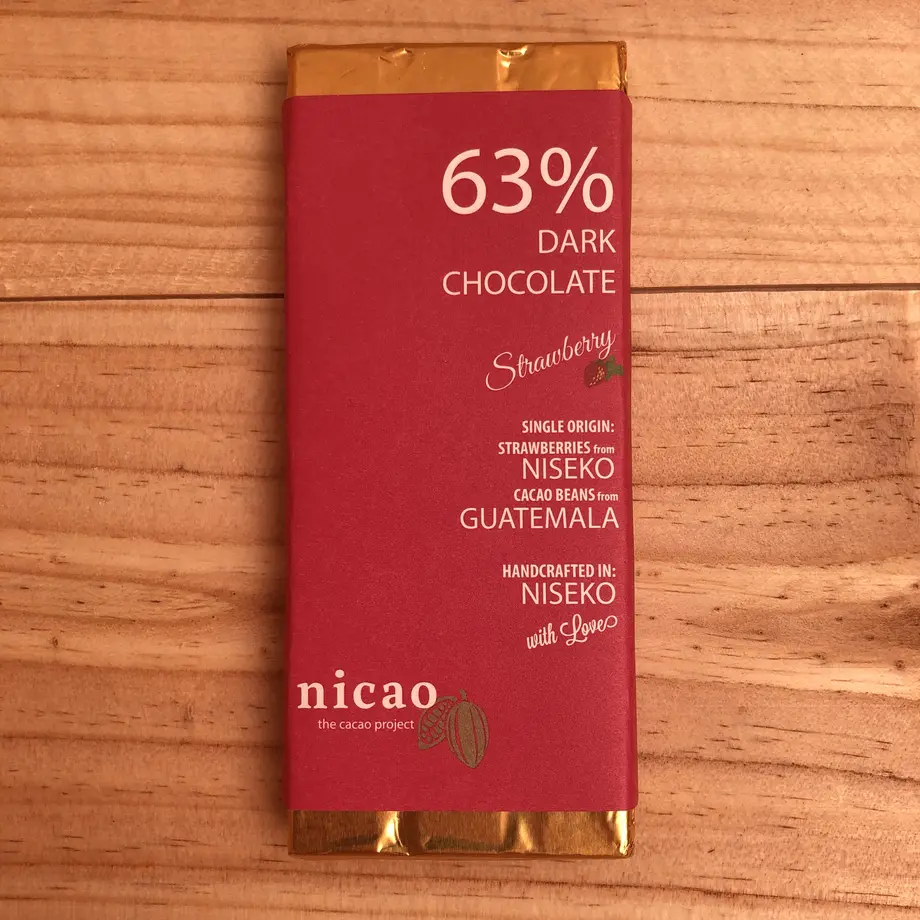 63%
DARK
CHOCOLATE
Strawberry
SINGLE ORIGIN:
STRAWBERRIES from
NISEKO
CACAO BEANS from
GUATEMALA
HANDCRAFTED IN:
NISEKO
with Love
nicao
the cacao project